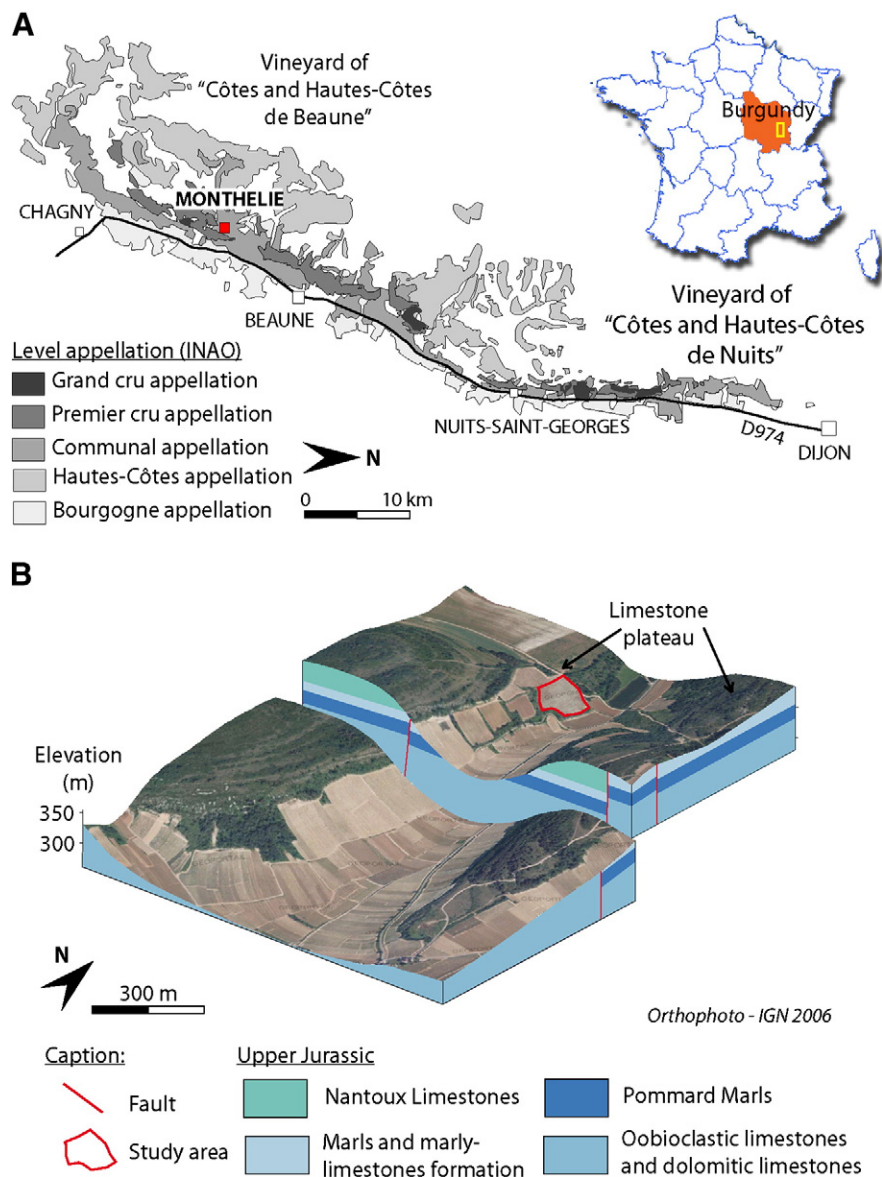 A
Vineyard of
"Côtes and Hautes-Côtes
de Beaune"
Burgundy
MONTHELIE
CHAGNY
BEAUNE
Vineyard of
"Côtes and Hautes-Côtes
de Nuits"
Level appellation (INAO)
Grand cru appellation
Premier cru appellation
Communal appellation
Hautes-Côtes appellation
Bourgogne appellation
N
0 10 km
NUITS-SAINT-GEORGES
D974
DIJON
B
Limestone
plateau
Elevation
(m)
350
300
N
300 m
Orthophoto - IGN 2006
Caption:
Fault
Study area
Upper Jurassic
Nantoux Limestones
Marls and marly-
limestones formation
Pommard Marls
Oobioclastic limestones
and dolomitic limestones